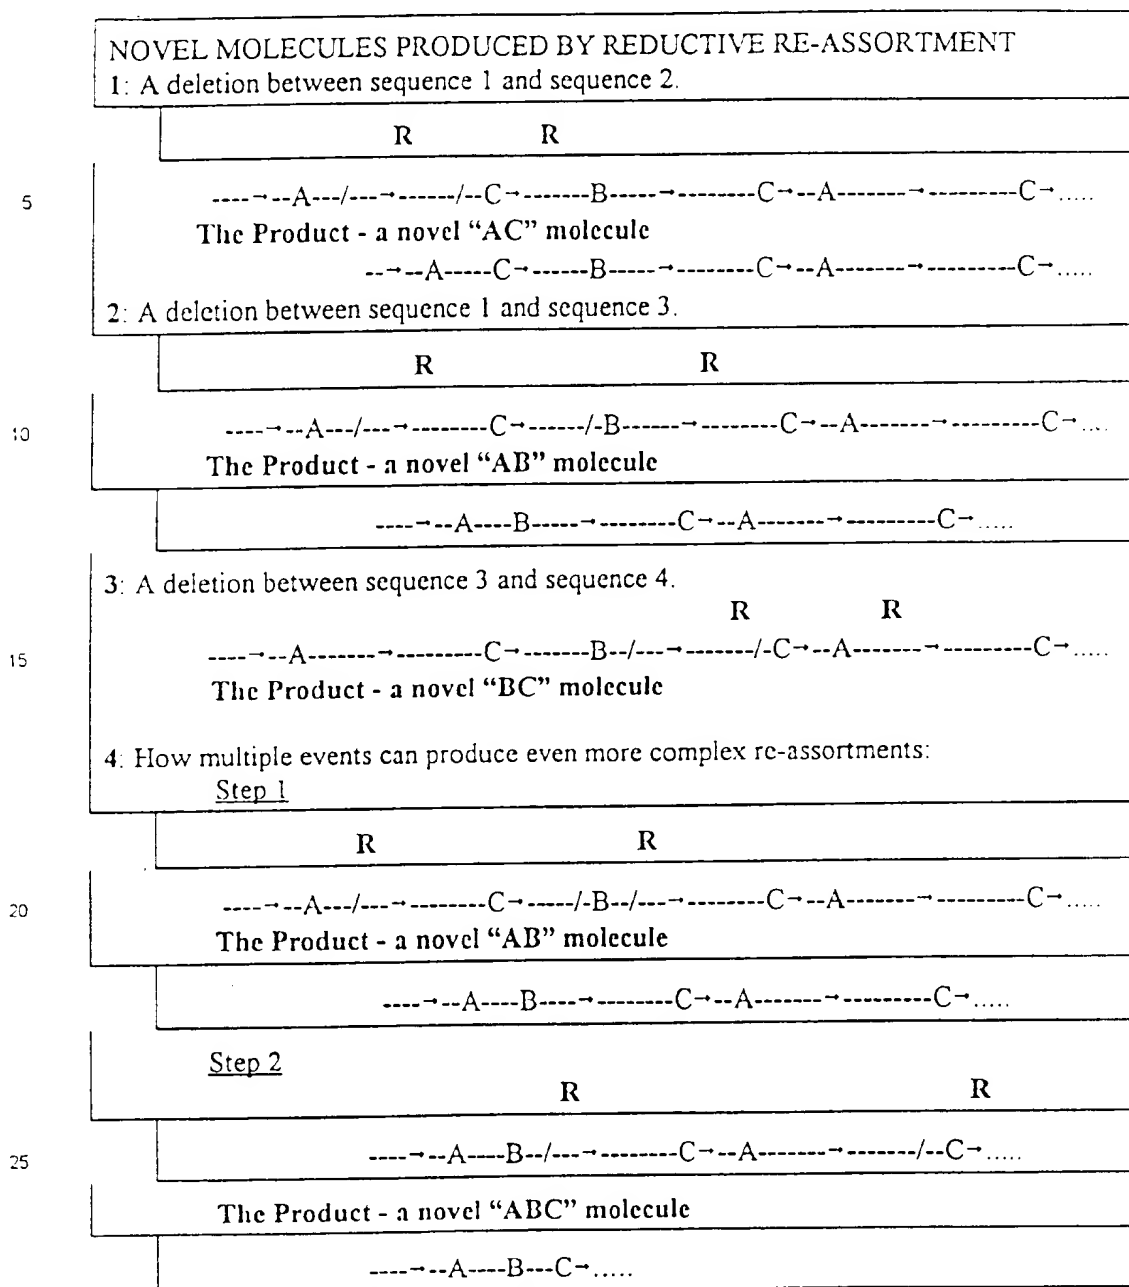 NOVEL MOLECULES PRODUCED BY REDUCTIVE RE-ASSORTMENT
1: A deletion between sequence 1 and sequence 2.
R R
5 ----→--A---/---→------/--C→-------B-----→--------C→--A-------→---------C→.....
The Product - a novel “AC” molecule
--→--A-----C→------B-----→--------C→--A-------→---------C→.....
2: A deletion between sequence 1 and sequence 3.
R R
10 ----→--A---/---→--------C→------/-B------→--------C→--A-------→---------C→....
The Product - a novel “AB” molecule
----→--A----B-----→--------C→--A-------→---------C→.....
3: A deletion between sequence 3 and sequence 4.
R R
15 ----→--A-------→---------C→-------B--/---→-------/-C→--A-------→---------C→.....
The Product - a novel “BC” molecule
4: How multiple events can produce even more complex re-assortments:
Step 1
R R
20 ----→--A---/---→--------C→-----/-B--/---→--------C→--A-------→---------C→.....
The Product - a novel “AB” molecule
----→--A----B----→--------C→--A-------→---------C→.....
Step 2
R R
25 ----→--A----B--/---→--------C→--A-------→-------/--C→.....
The Product - a novel “ABC” molecule
----→--A----B---C→.....